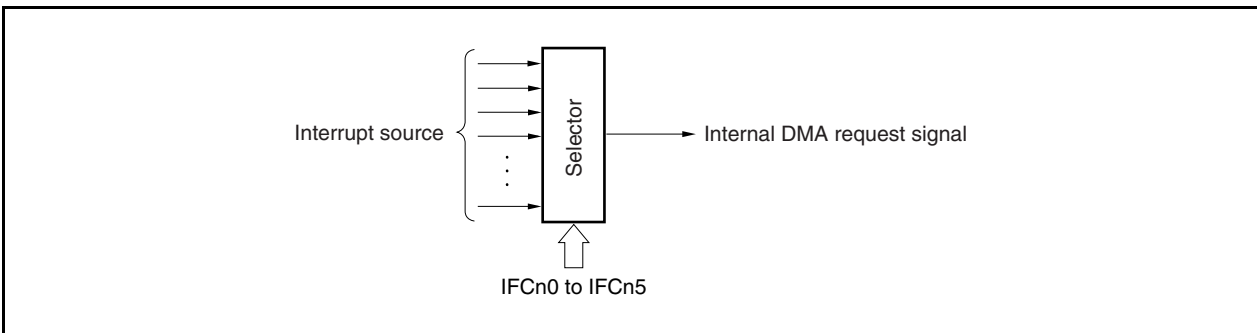 Interrupt source
Selector
Internal DMA request signal
IFCn0 to IFCn5